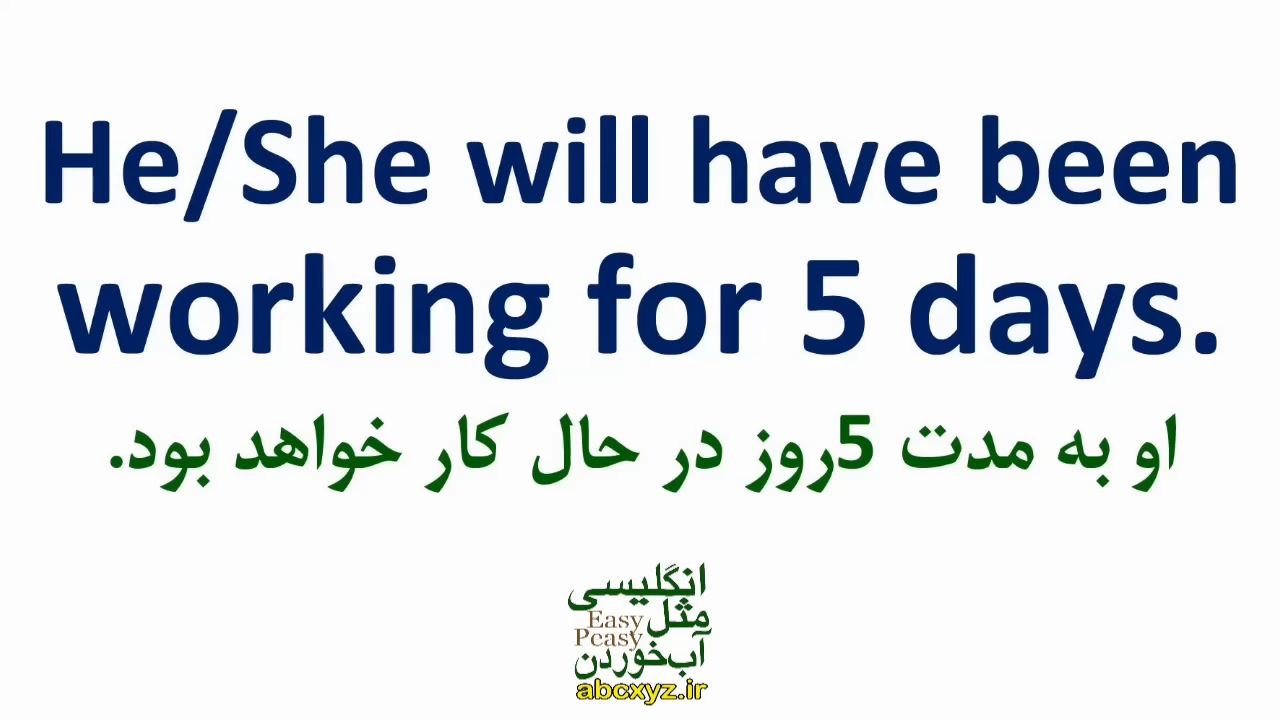 He/She will have been
working for 5 days.
او به مدت 5روز در حال کار خواهد بود.
انگلیسی
مثل Easy
Peasy
آب‌خوردن
abcxyz.ir